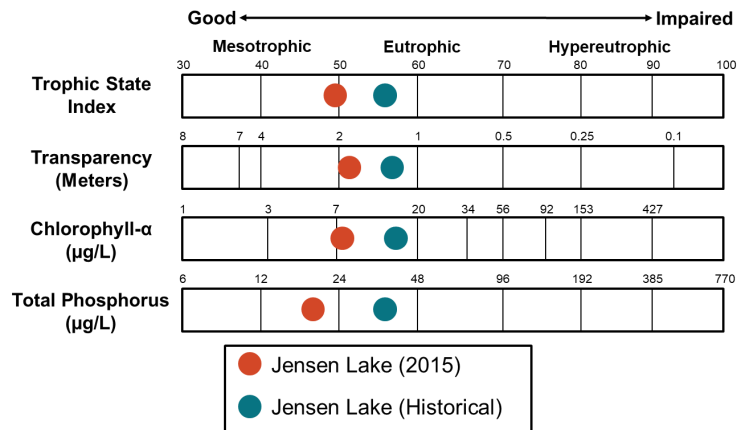 Good Impaired
Mesotrophic Eutrophic Hypereutrophic
30 40 50 60 70 80 90 100
Trophic State
Index
8 7 4 2 1 0.5 0.25 0.1
Transparency
(Meters)
1 3 7 20 34 56 92 153 427
Chlorophyll-α
(µg/L)
6 12 24 48 96 192 385 770
Total Phosphorus
(µg/L)
Jensen Lake (2015)
Jensen Lake (Historical)